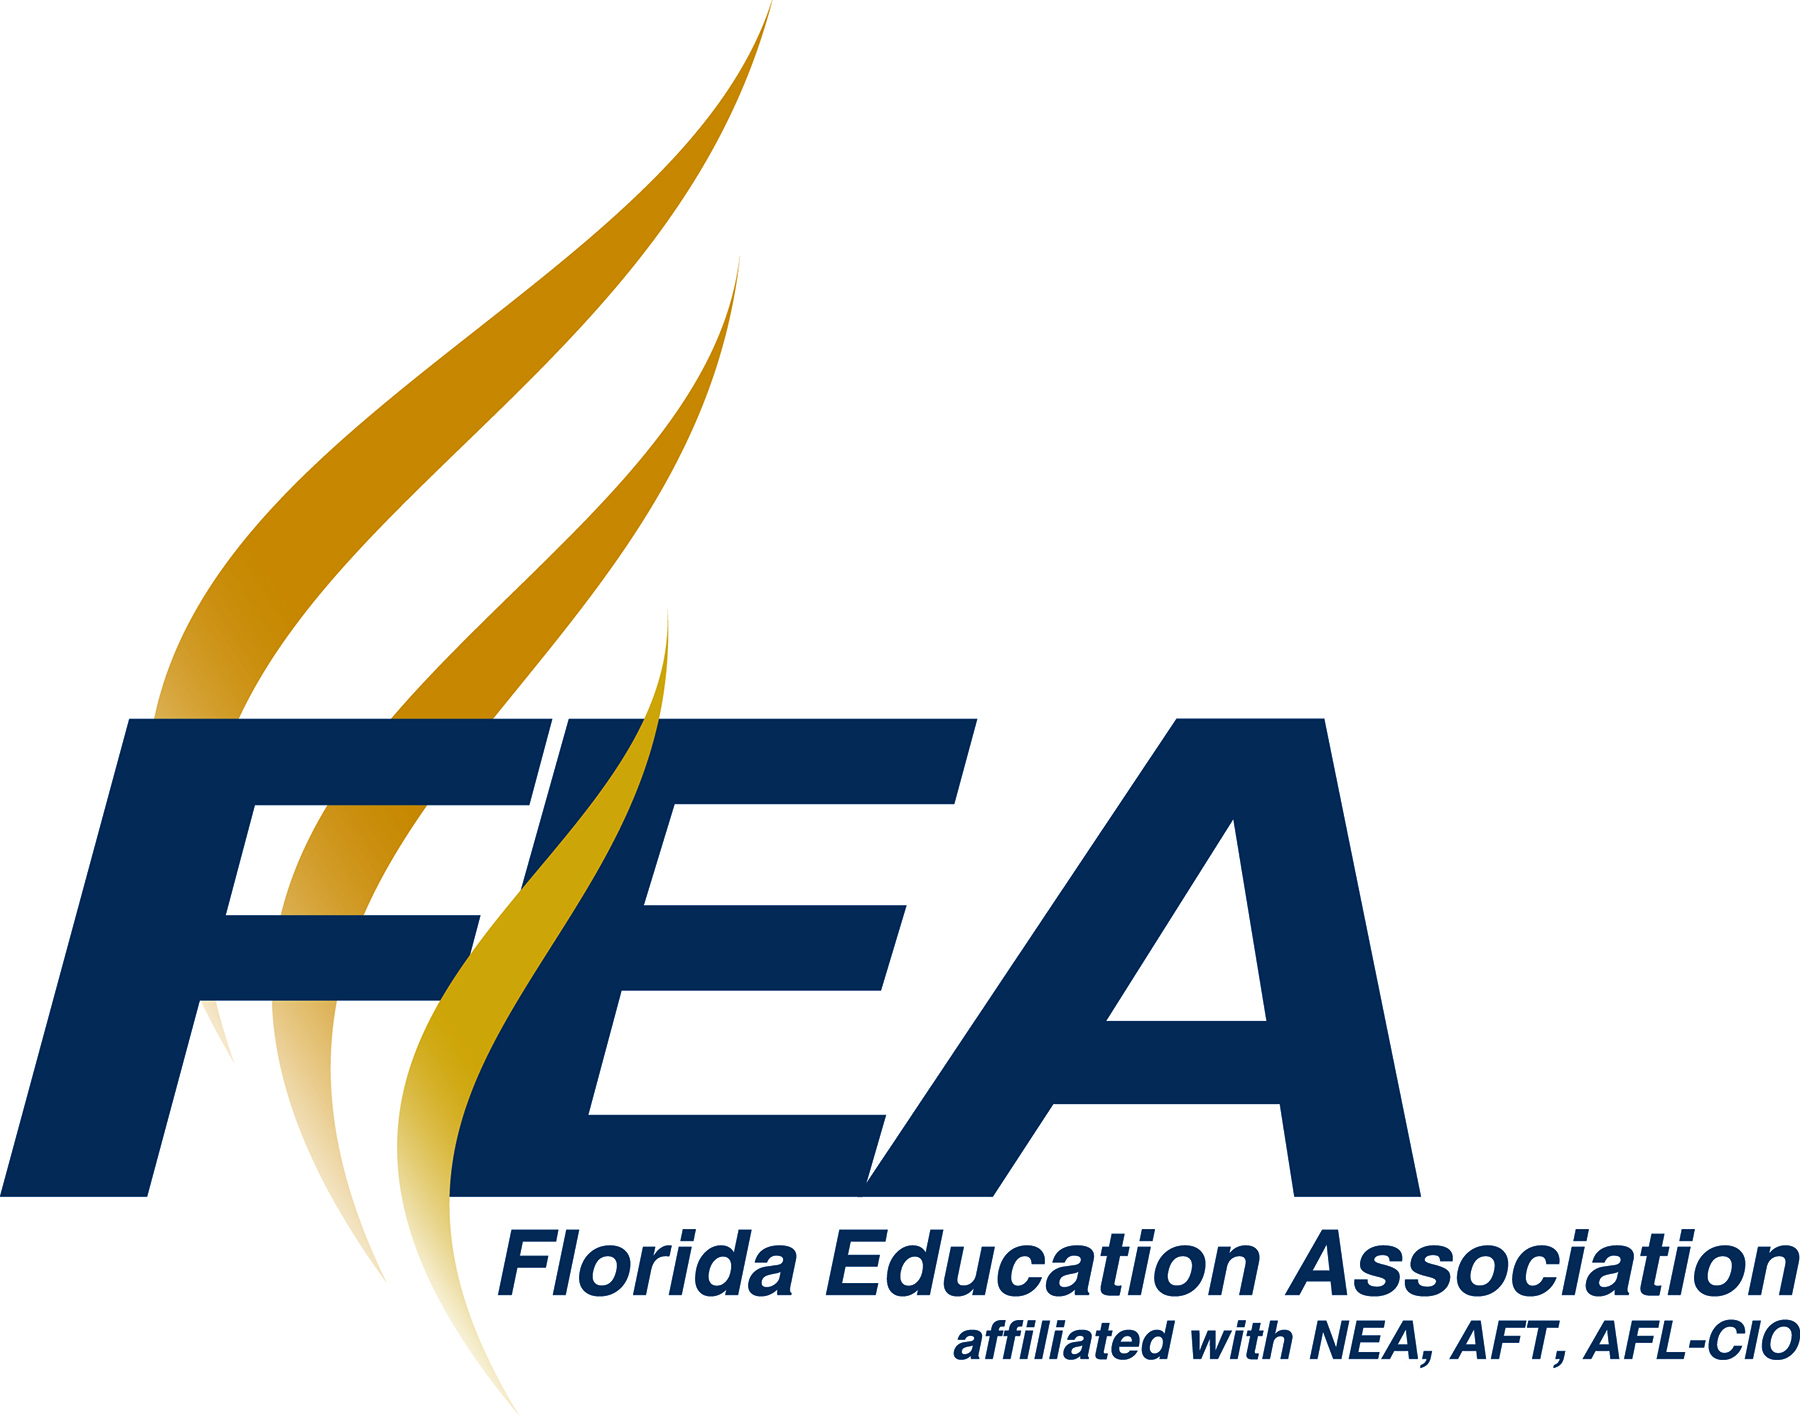 FEA
Florida Education Association
affiliated with NEA, AFT, AFL-CIO